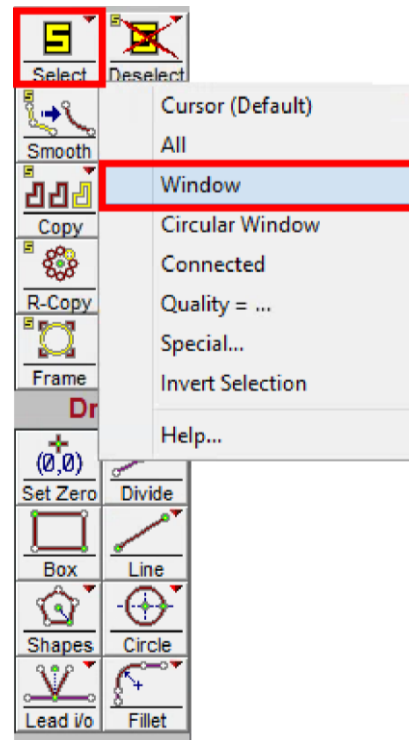 Select Deselect
Cursor (Default)
Smooth
All
Window
Copy
Circular Window
Connected
R-Copy
Quality = ...
Special...
Frame
Invert Selection
Dr
Help...
(0,0)
Set Zero Divide
Box Line
Shapes Circle
Lead i/o Fillet